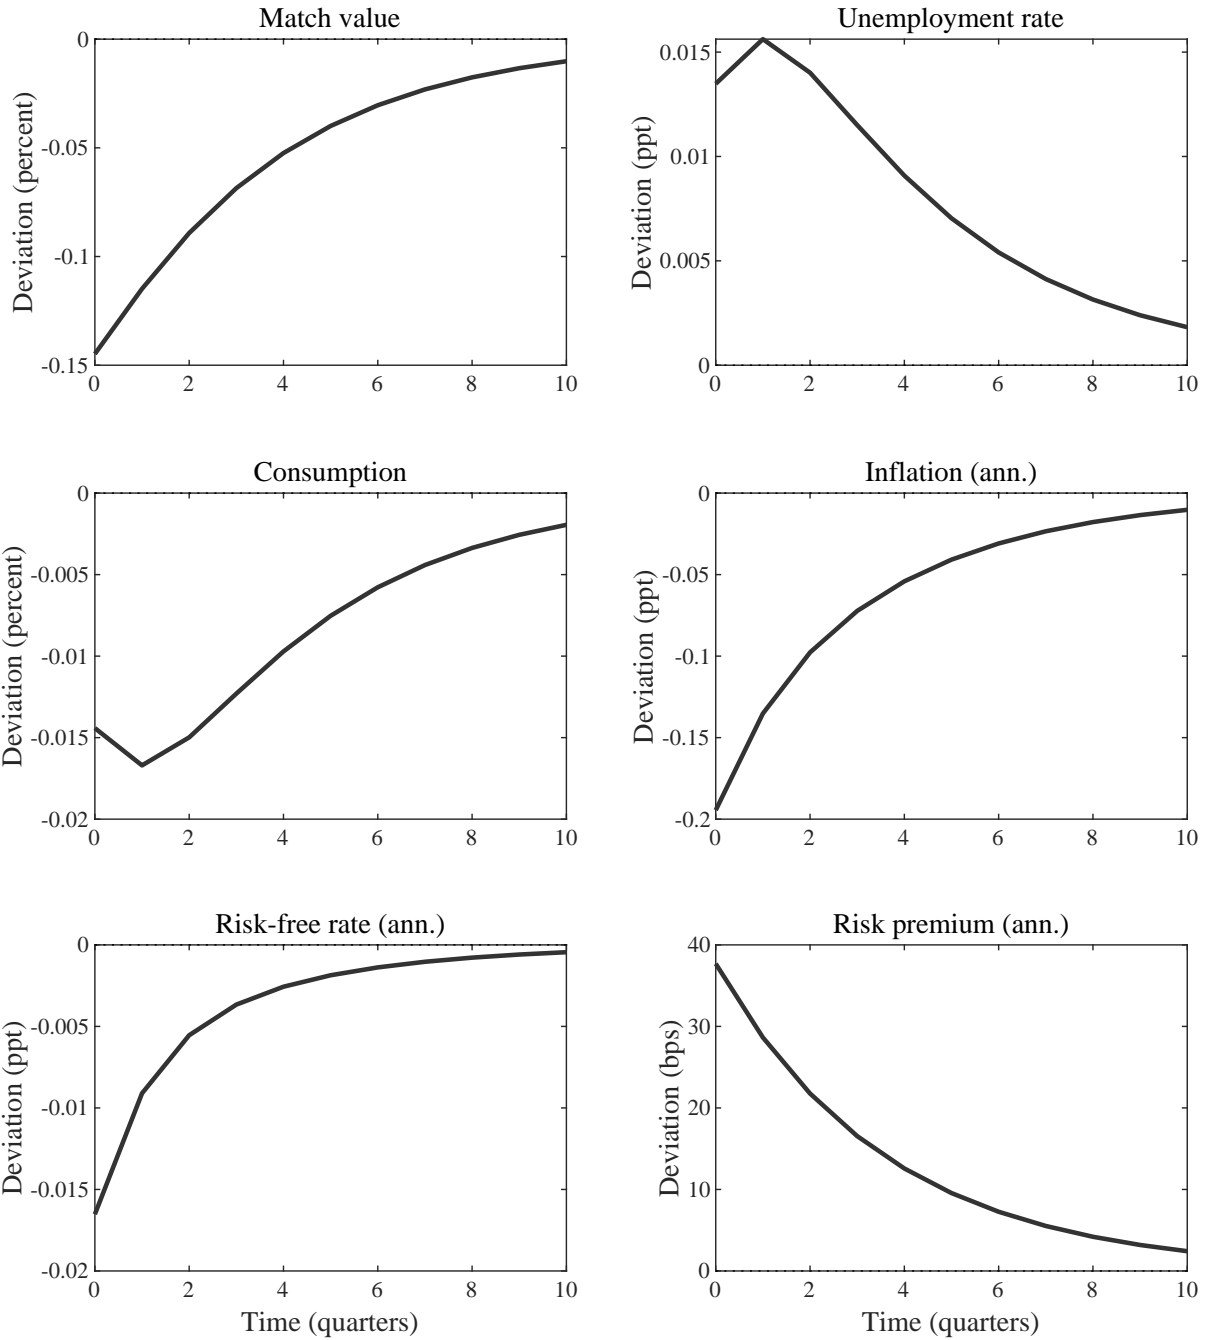 Match value
Deviation (percent)
0
-0.05
-0.1
-0.15
0 2 4 6 8 10
Unemployment rate
Deviation (ppt)
0.015
0.01
0.005
0
0 2 4 6 8 10
Consumption
Deviation (percent)
0
-0.005
-0.01
-0.015
-0.02
0 2 4 6 8 10
Inflation (ann.)
Deviation (ppt)
0
-0.05
-0.1
-0.15
-0.2
0 2 4 6 8 10
Risk-free rate (ann.)
Deviation (ppt)
0
-0.005
-0.01
-0.015
-0.02
0 2 4 6 8 10
Time (quarters)
Risk premium (ann.)
Deviation (bps)
40
30
20
10
0
0 2 4 6 8 10
Time (quarters)